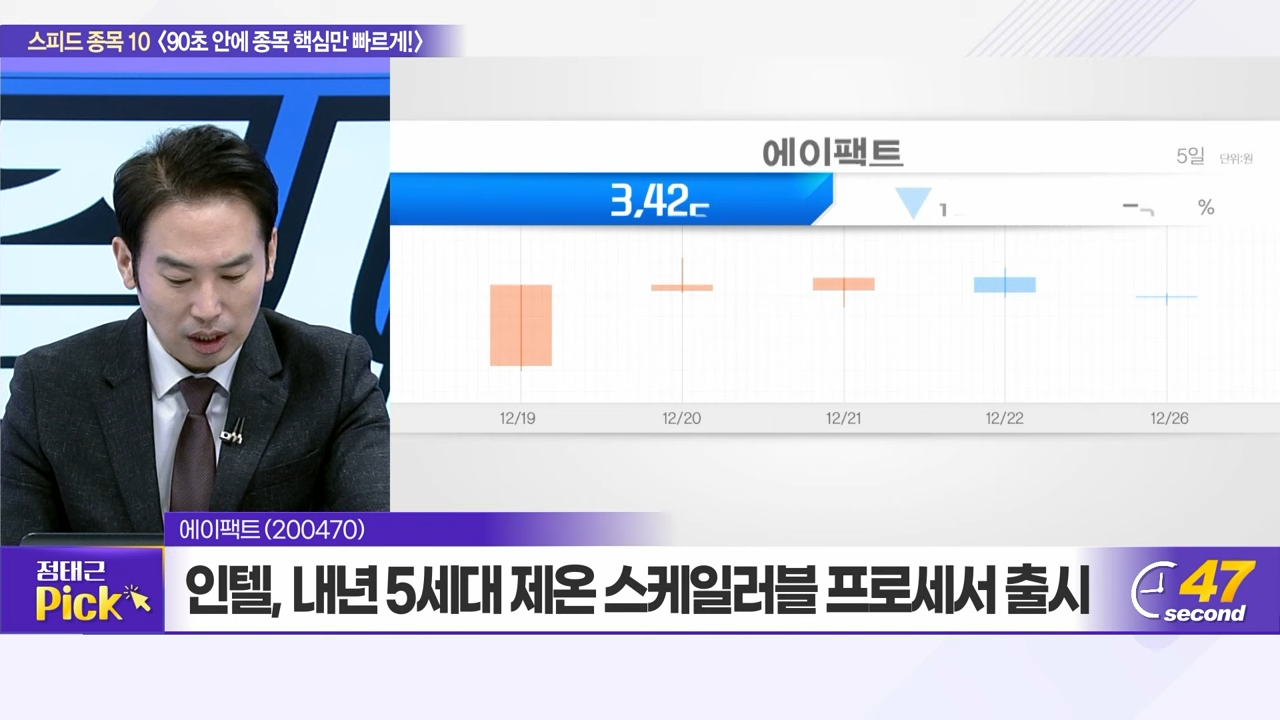 스피드 종목 10 〈90초 안에 종목 핵심만 빠르게!〉
에이팩트
5일 단위:원
%
12/19 12/20 12/21 12/22 12/26
에이팩트(200470)
정태근
Pick
인텔, 내년 5세대 제온 스케일러블 프로세서 출시
47
second